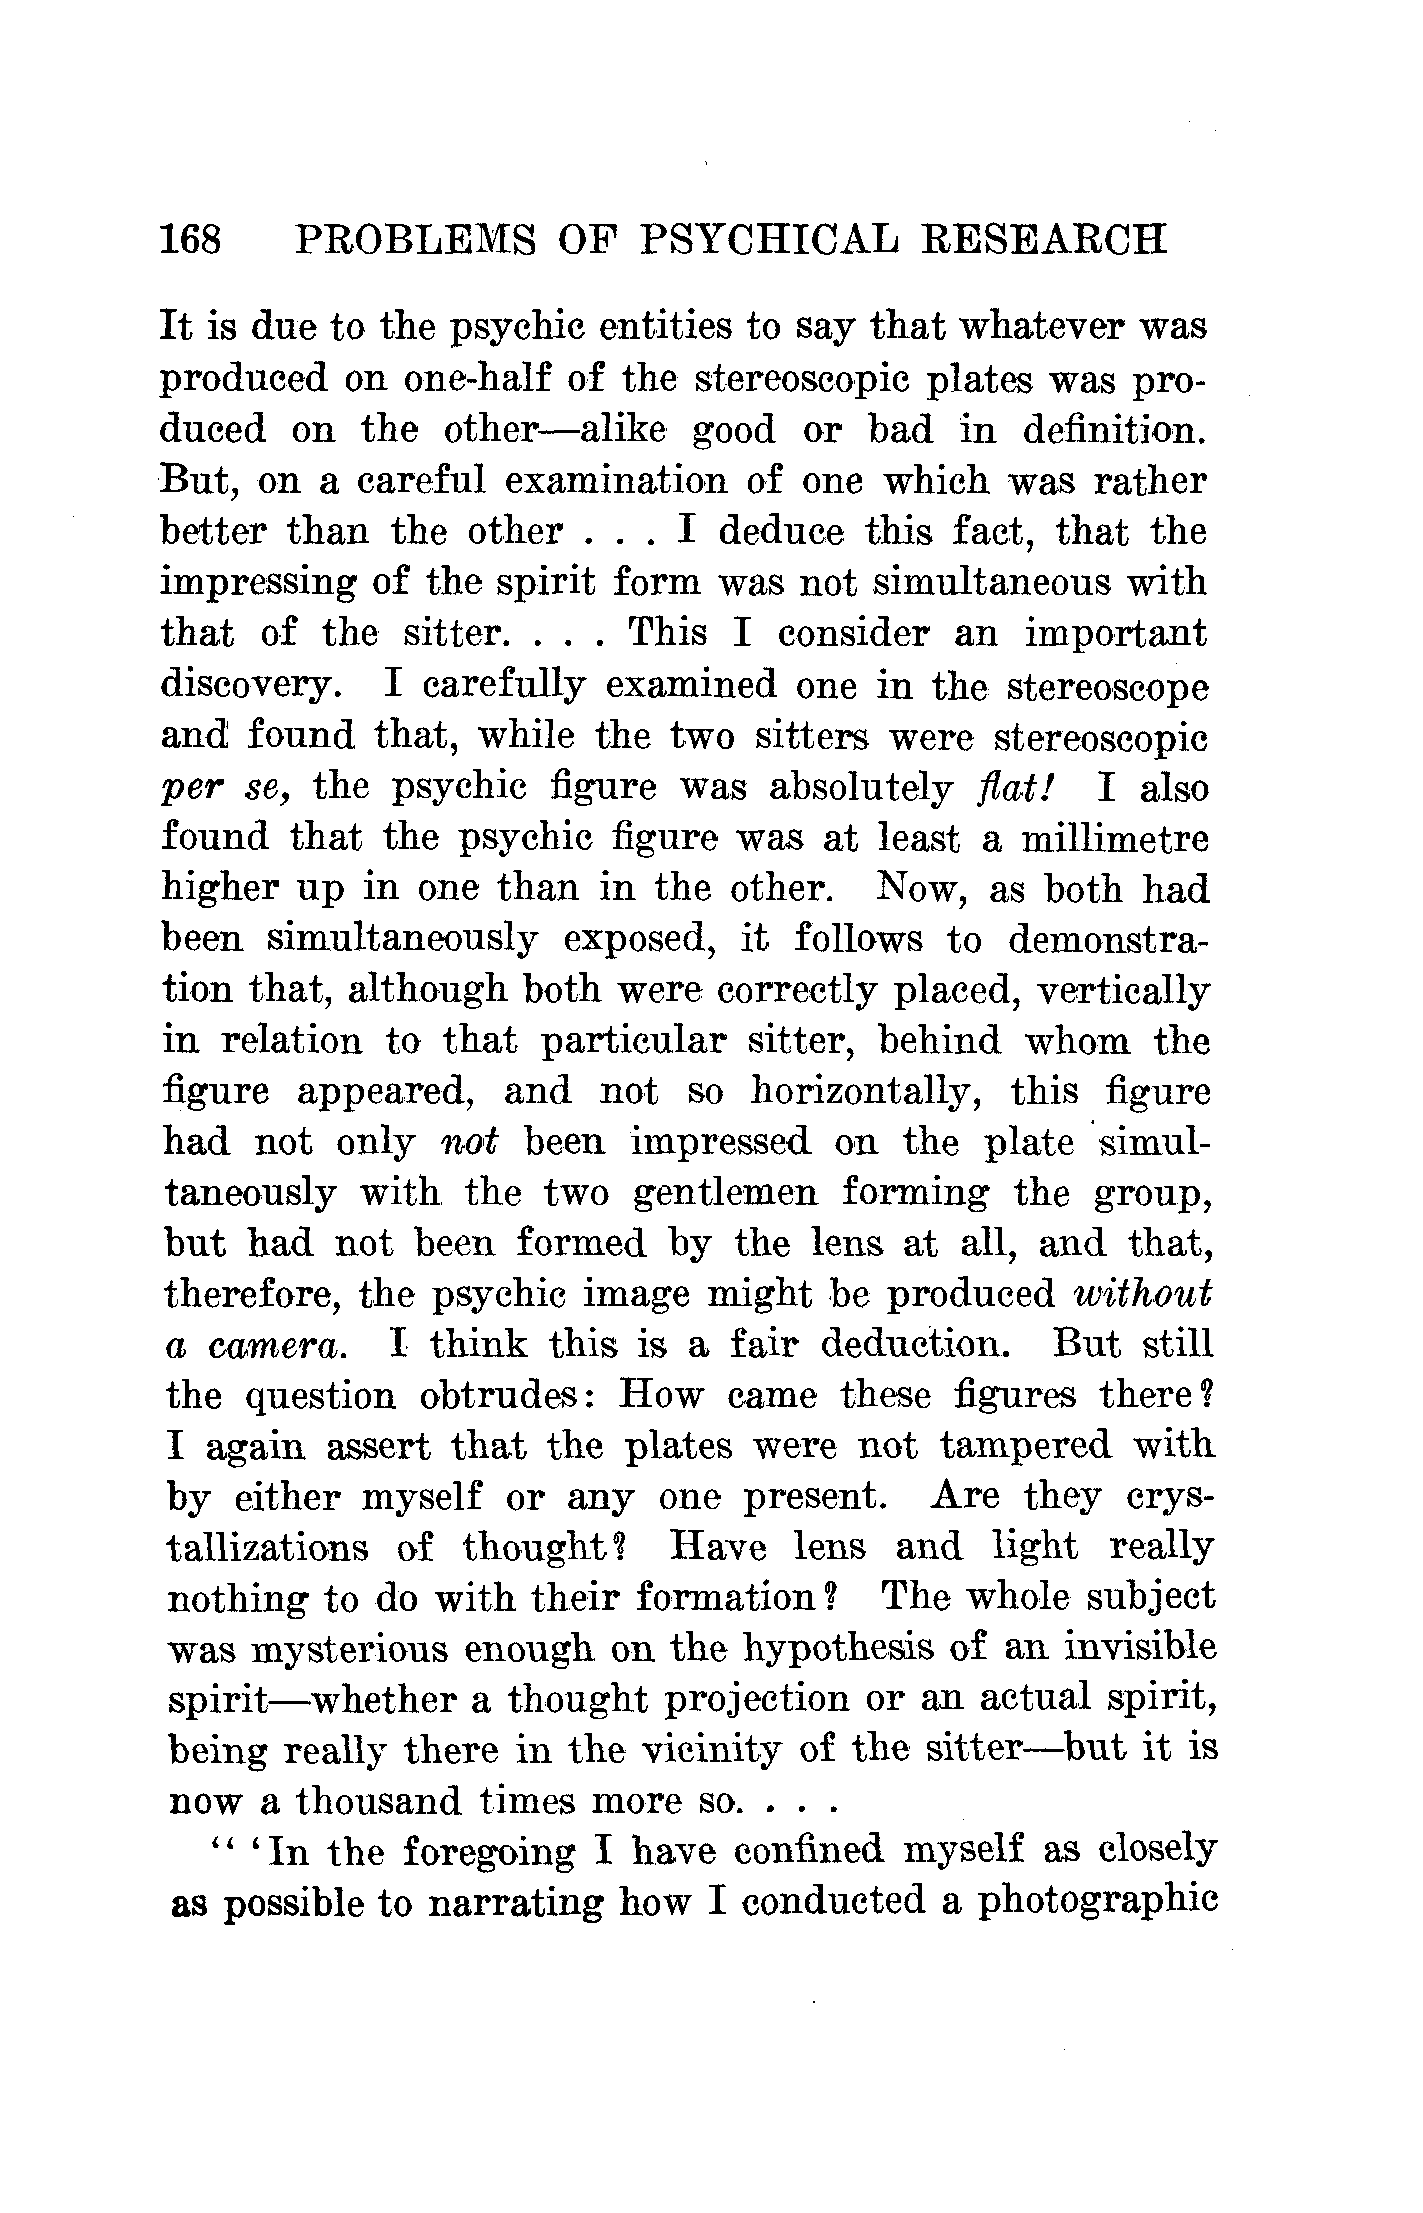 168 PROBLEMS OF PSYCHICAL RESEARCH
It is due to the psychic entities to say that whatever was
produced on one-half of the stereoscopic plates was pro-
duced on the other—alike good or bad in definition.
But, on a careful examination of one which was rather
better than the other . . . I deduce this fact, that the
impressing of the spirit form was not simultaneous with
that of the sitter. . . . This I consider an important
discovery. I carefully examined one in the stereoscope
and found that, while the two sitters were stereoscopic
per se, the psychic figure was absolutely flat! I also
found that the psychic figure was at least a millimetre
higher up in one than in the other. Now, as both had
been simultaneously exposed, it follows to demonstra-
tion that, although both were correctly placed, vertically
in relation to that particular sitter, behind whom the
figure appeared, and not so horizontally, this figure
had not only not been impressed on the plate simul-
taneously with the two gentlemen forming the group,
but had not been formed by the lens at all, and that,
therefore, the psychic image might be produced without
a camera. I think this is a fair deduction. But still
the question obtrudes: How came these figures there?
I again assert that the plates were not tampered with
by either myself or any one present. Are they crys-
tallizations of thought? Have lens and light really
nothing to do with their formation? The whole subject
was mysterious enough on the hypothesis of an invisible
spirit—whether a thought projection or an actual spirit,
being really there in the vicinity of the sitter—but it is
now a thousand times more so. . . .
“ ‘In the foregoing I have confined myself as closely
as possible to narrating how I conducted a photographic